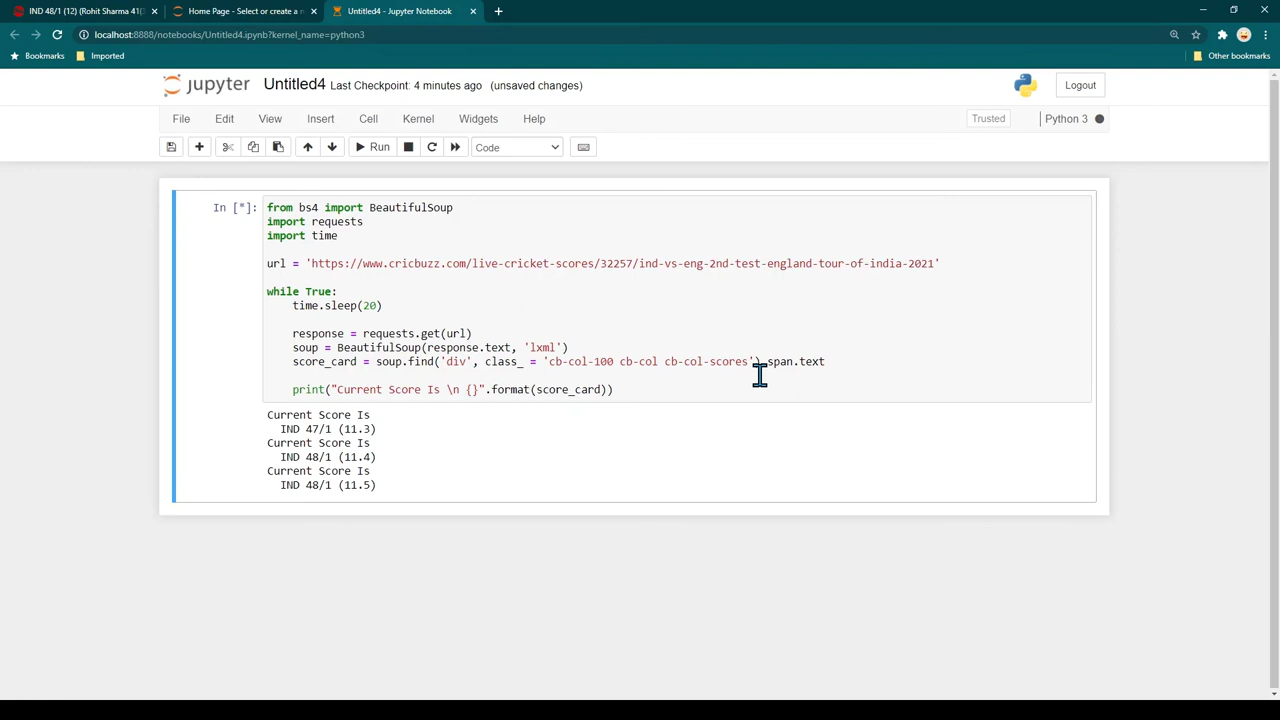 IND 48/1 (12) (Rohit Sharma 41(3
Home Page - Select or create a n
Untitled4 - Jupyter Notebook
localhost:8888/notebooks/Untitled4.ipynb?kernel_name=python3
Bookmarks
Imported
Other bookmarks
jupyter Untitled4 Last Checkpoint: 4 minutes ago (unsaved changes)
Logout
File Edit View Insert Cell Kernel Widgets Help
Trusted
Python 3
Run
Code
In [*]:
from bs4 import BeautifulSoup
import requests
import time
url = 'https://www.cricbuzz.com/live-cricket-scores/32257/ind-vs-eng-2nd-test-england-tour-of-india-2021'
while True:
time.sleep(20)
response = requests.get(url)
soup = BeautifulSoup(response.text, 'lxml')
score_card = soup.find('div', class_ = 'cb-col-100 cb-col cb-col-scores').span.text
print("Current Score Is \n {}".format(score_card))
Current Score Is
IND 47/1 (11.3)
Current Score Is
IND 48/1 (11.4)
Current Score Is
IND 48/1 (11.5)